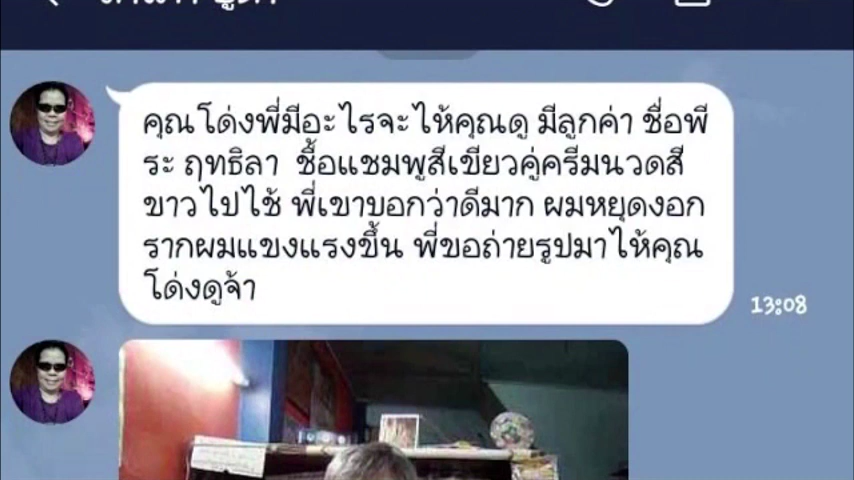 คุณโด่งพี่มีอะไรจะให้คุณดู มีลูกค่า ชื่อพี
ระ ฤทธิลา ชื้อแชมพูสีเขียวคู่ครีมนวดสี
ขาวไปใช้ พี่เขาบอกว่าดีมาก ผมหยุดงอก
รากผมแขงแรงขึ้น พี่ขอถ่ายรูปมาให้คุณ
โด่งดูจ้า
13:08